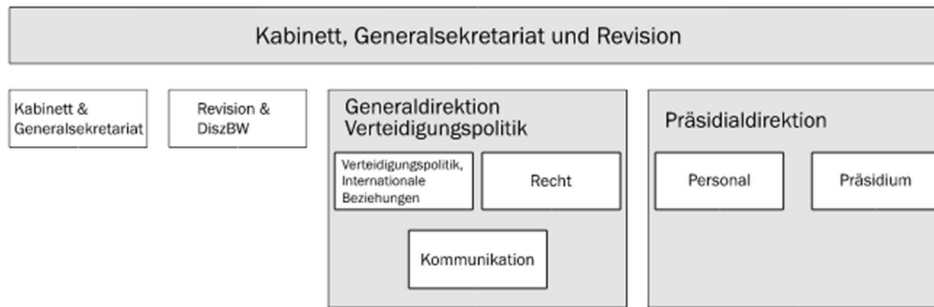 Kabinett, Generalsekretariat und Revision
Kabinett &
Generalsekretariat
Revision &
DiszBW
Generaldirektion
Verteidigungspolitik
Verteidigungspolitik,
Internationale
Beziehungen
Recht
Kommunikation
Präsidialdirektion
Personal
Präsidium